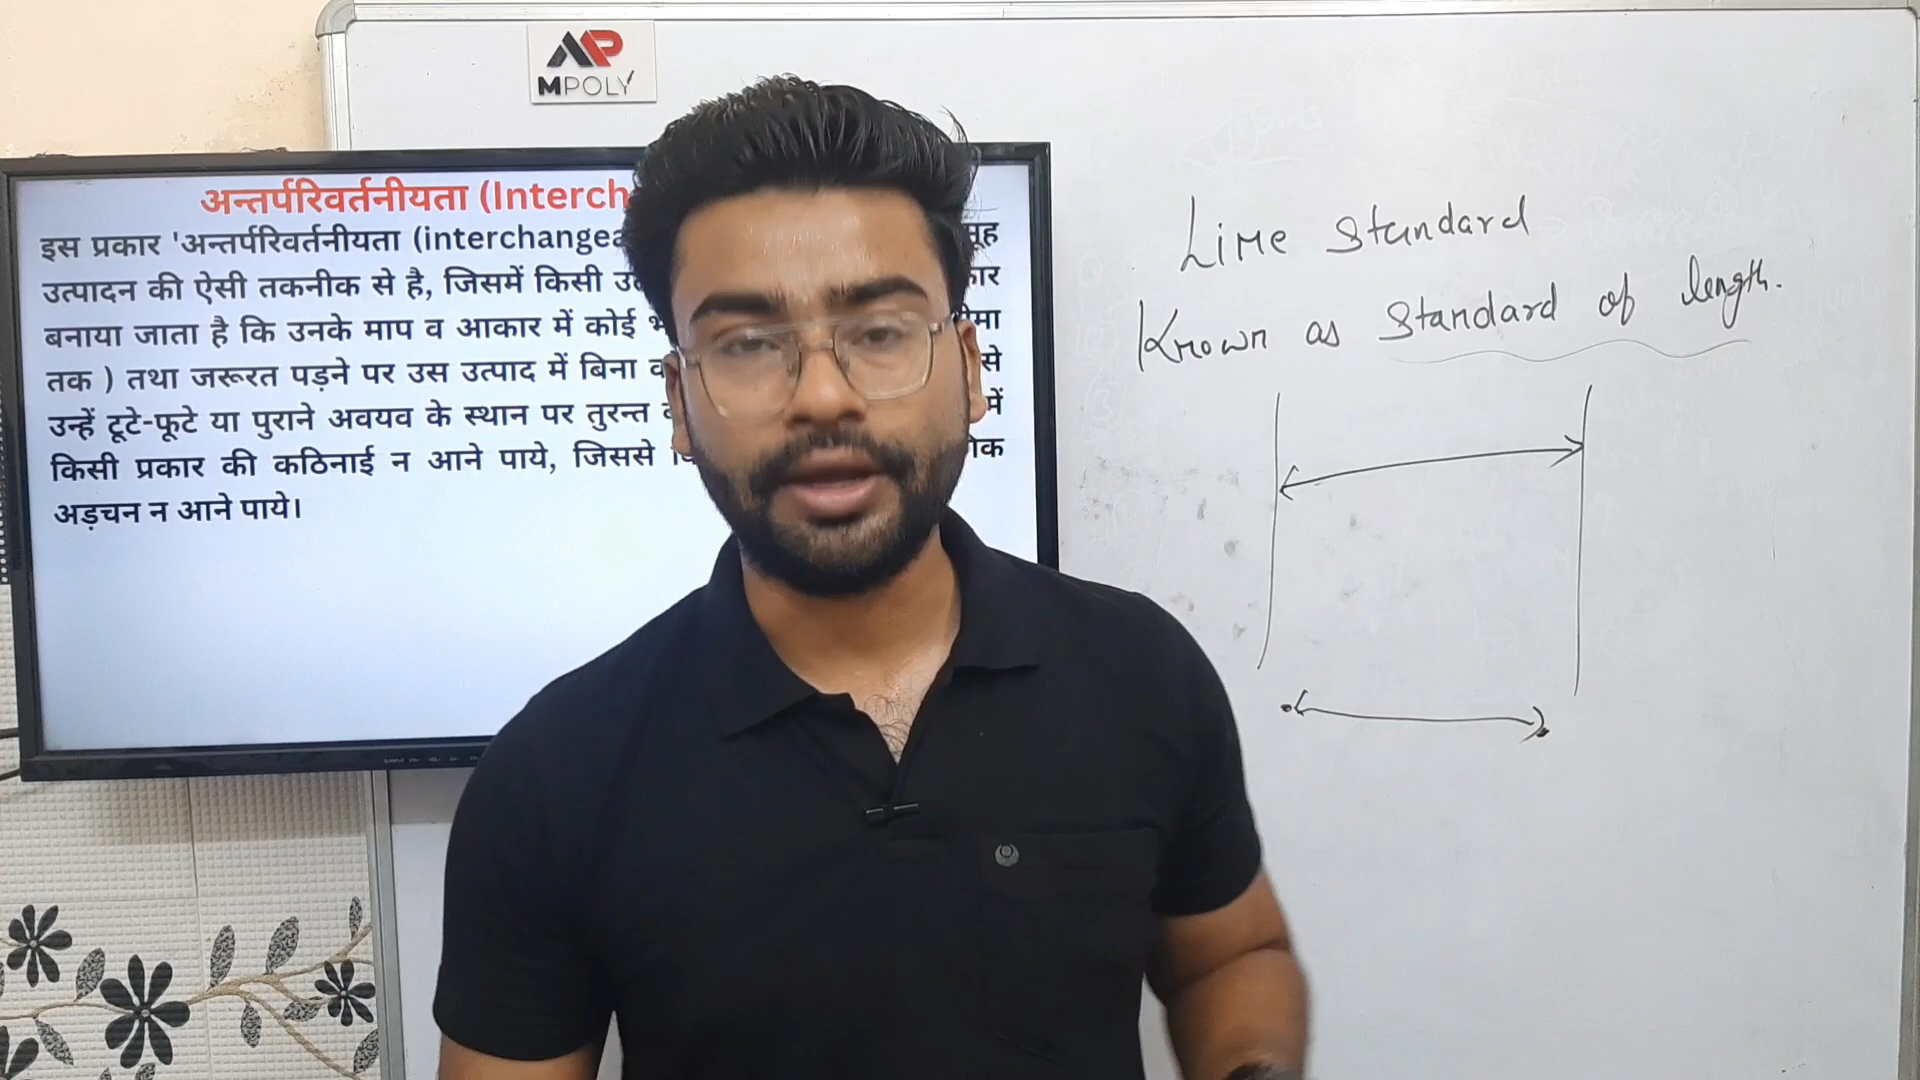 MPOLY
अन्तर्परिवर्तनीयता (Interch
इस प्रकार 'अन्तर्परिवर्तनीयता (interchangea मूह
उत्पादन की ऐसी तकनीक से है, जिसमें किसी कार
बनाया जाता है कि उनके माप व आकार में कोई
तक ) तथा जरूरत पड़ने पर उस उत्पाद में बिना से
उन्हें टूटे-फूटे या पुराने अवयव के स्थान पर तुरन्त में
किसी प्रकार की कठिनाई न आने पाये, जिससे
अड़चन न आने पाये।
Line Standard
Known as Standard of length.